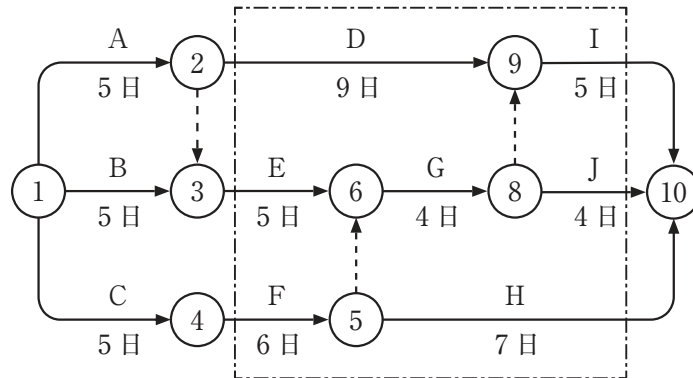 A D I
② ⑨
5 日 9 日 5 日
B E G J
① ③ ⑥ ⑧ ⑩
5 日 5 日 4 日 4 日
C F H
④ ⑤
5 日 6 日 7 日